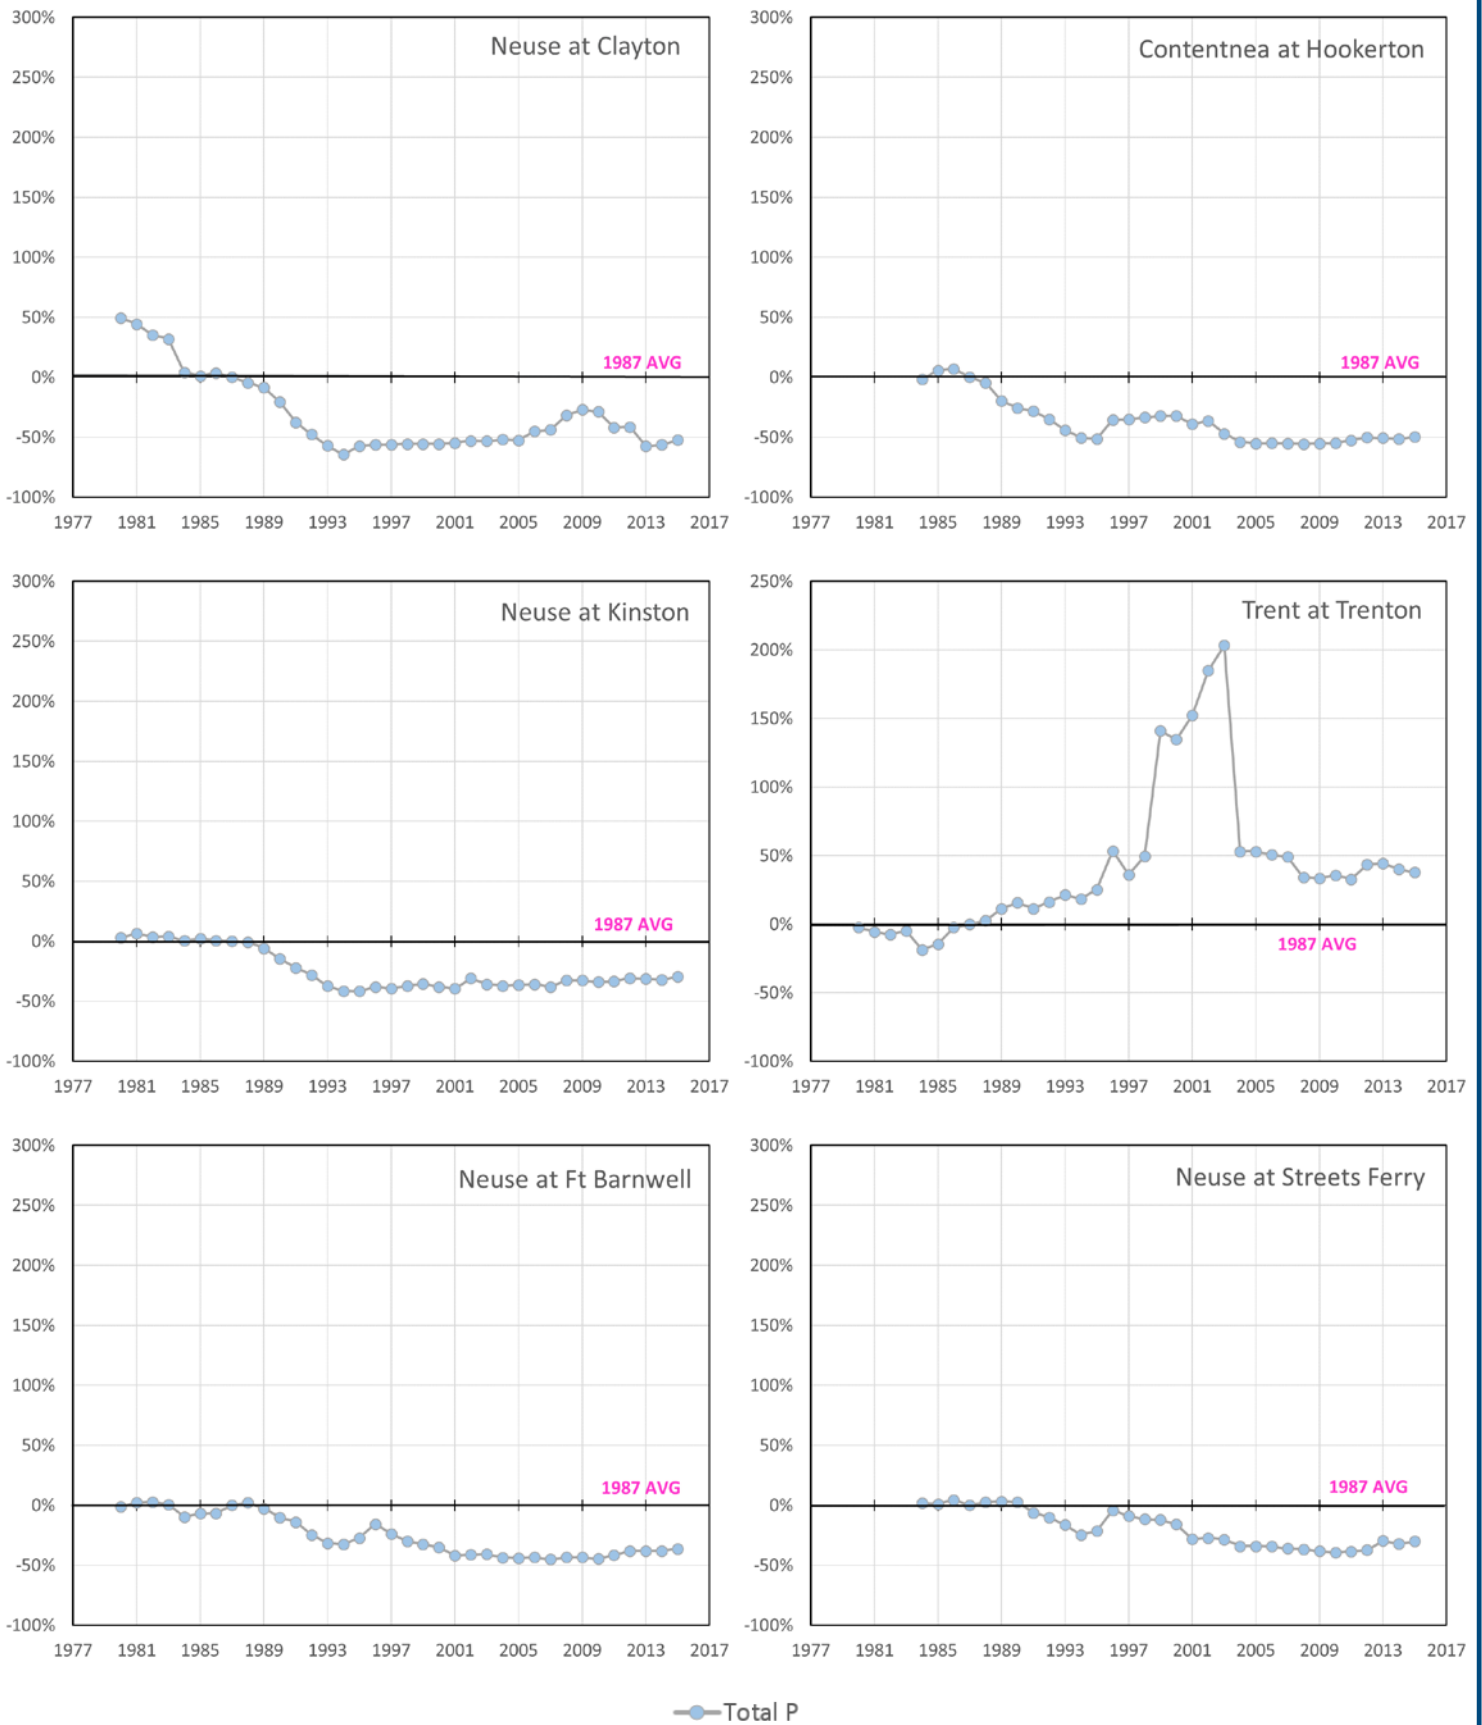 300%
Neuse at Clayton
250%
200%
150%
100%
50%
1987 AVG
0%
-50%
-100%
1977 1981 1985 1989 1993 1997 2001 2005 2009 2013 2017
300%
Contentnea at Hookerton
250%
200%
150%
100%
50%
1987 AVG
0%
-50%
-100%
1977 1981 1985 1989 1993 1997 2001 2005 2009 2013 2017
300%
Neuse at Kinston
250%
200%
150%
100%
50%
1987 AVG
0%
-50%
-100%
1977 1981 1985 1989 1993 1997 2001 2005 2009 2013 2017
250%
Trent at Trenton
200%
150%
100%
50%
0%
1987 AVG
-50%
-100%
1977 1981 1985 1989 1993 1997 2001 2005 2009 2013 2017
300%
Neuse at Ft Barnwell
250%
200%
150%
100%
50%
1987 AVG
0%
-50%
-100%
1977 1981 1985 1989 1993 1997 2001 2005 2009 2013 2017
300%
Neuse at Streets Ferry
250%
200%
150%
100%
50%
1987 AVG
0%
-50%
-100%
1977 1981 1985 1989 1993 1997 2001 2005 2009 2013 2017
Total P